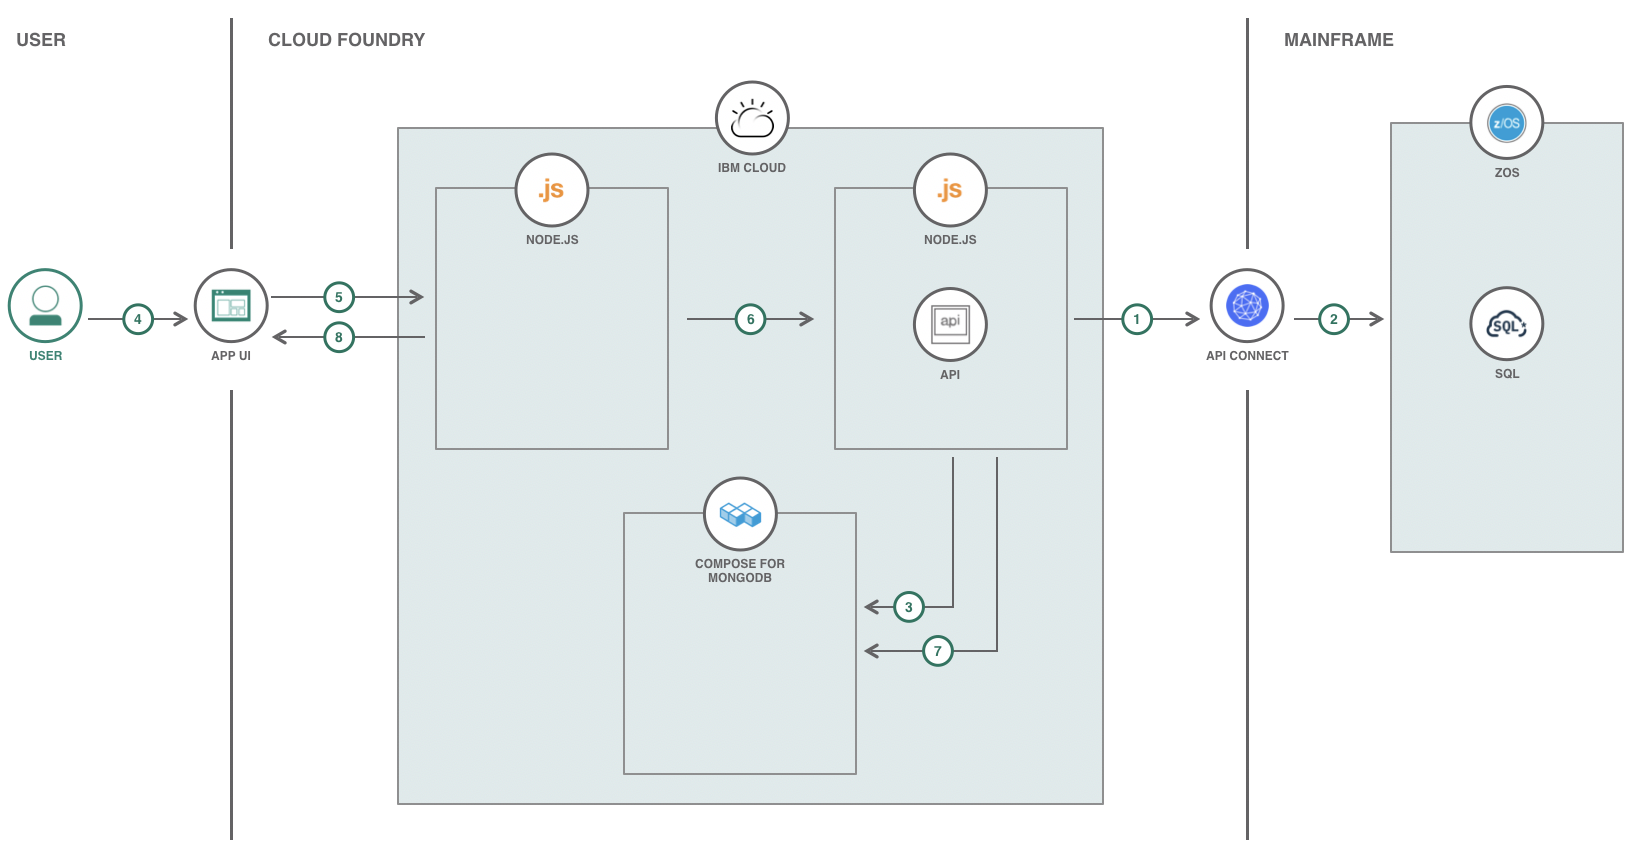 USER
CLOUD FOUNDRY
MAINFRAME
IBM CLOUD
z/OS
ZOS
.js
NODE.JS
.js
NODE.JS
4
5
8
6
1
2
USER
APP UI
api
API
API CONNECT
SQL
SQL
COMPOSE FOR
MONGODB
3
7